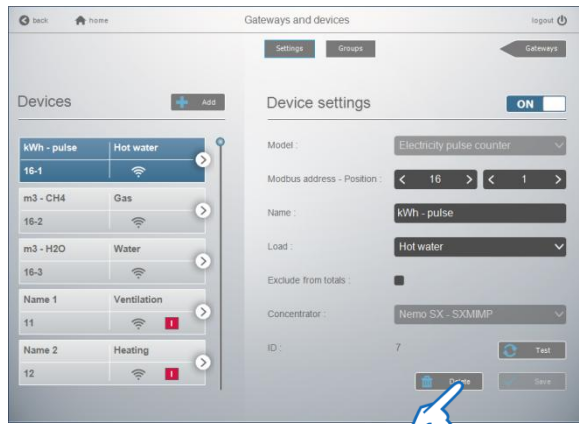 back home Gateways and devices logout
Settings Groups Gateways
Devices Add Device settings ON
kWh - pulse Hot water
16-1
m3 - CH4 Gas
16-2
m3 - H2O Water
16-3
Name 1 Ventilation
11 I
Name 2 Heating
12 I
Model : Electricity pulse counter
Modbus address - Position : < 16 > < 1 >
Name : kWh - pulse
Load : Hot water
Exclude from totals :
Concentrator : Nemo SX - SXMIMP
ID : 7 Test
Delete Save